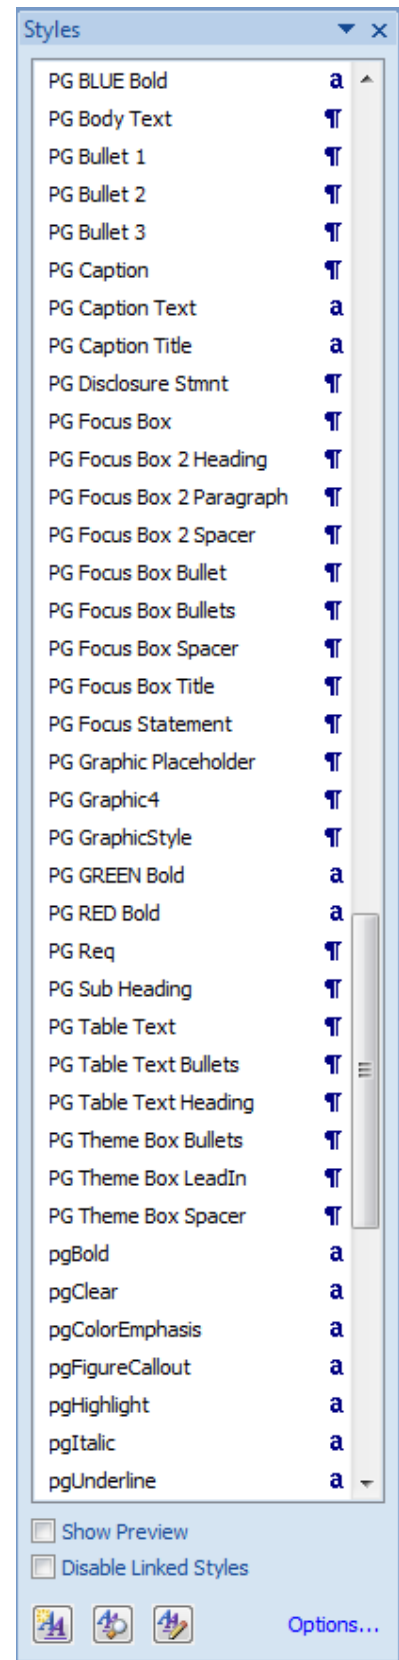 Styles
PG BLUE Bold a
PG Body Text ¶
PG Bullet 1 ¶
PG Bullet 2 ¶
PG Bullet 3 ¶
PG Caption ¶
PG Caption Text a
PG Caption Title a
PG Disclosure Stmnt ¶
PG Focus Box ¶
PG Focus Box 2 Heading ¶
PG Focus Box 2 Paragraph ¶
PG Focus Box 2 Spacer ¶
PG Focus Box Bullet ¶
PG Focus Box Bullets ¶
PG Focus Box Spacer ¶
PG Focus Box Title ¶
PG Focus Statement ¶
PG Graphic Placeholder ¶
PG Graphic4 ¶
PG GraphicStyle ¶
PG GREEN Bold a
PG RED Bold a
PG Req ¶
PG Sub Heading ¶
PG Table Text ¶
PG Table Text Bullets ¶
PG Table Text Heading ¶
PG Theme Box Bullets ¶
PG Theme Box LeadIn ¶
PG Theme Box Spacer ¶
pgBold a
pgClear a
pgColorEmphasis a
pgFigureCallout a
pgHighlight a
pgItalic a
pgUnderline a
Show Preview
Disable Linked Styles
Options...